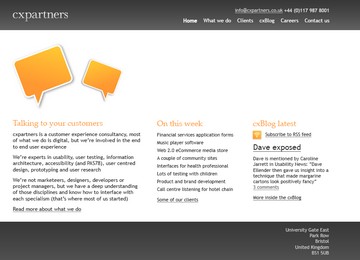 cxpartners
info@cxpartners.co.uk +44 (0)117 987 8001
Home What we do Clients cxBlog Careers Contact us
Talking to your customers
cxpartners is a customer experience consultancy, most
of what we do is digital, but we're involved in the end
to end user experience
We're experts in usability, user testing, information
architecture, accessibility (and PAS78), user centred
design, prototyping and user research
We're not marketers, designers, developers or
project managers, but we have a deep understanding
of those disciplines and know how to interface with
each specialism (that's where most of us started)
Read more about what we do
On this week
Financial services application forms
Music player software
Web 2.0 eCommerce media store
A couple of community sites
Interfaces for health professional
Lots of testing with children
Product and brand development
Call centre listening for hotel chain
Some of our clients
cxBlog Latest
Subscribe to RSS feed
Dave exposed
Dave is mentioned by Caroline
Jarrett in Usability News: "Dave
Ellender then gave us insight into a
technique that made margarine
cartons look positively fancy"
3 comments
More inside the cxBlog
University Gate East
Park Row
Bristol
United Kingdom
BS1 5UB